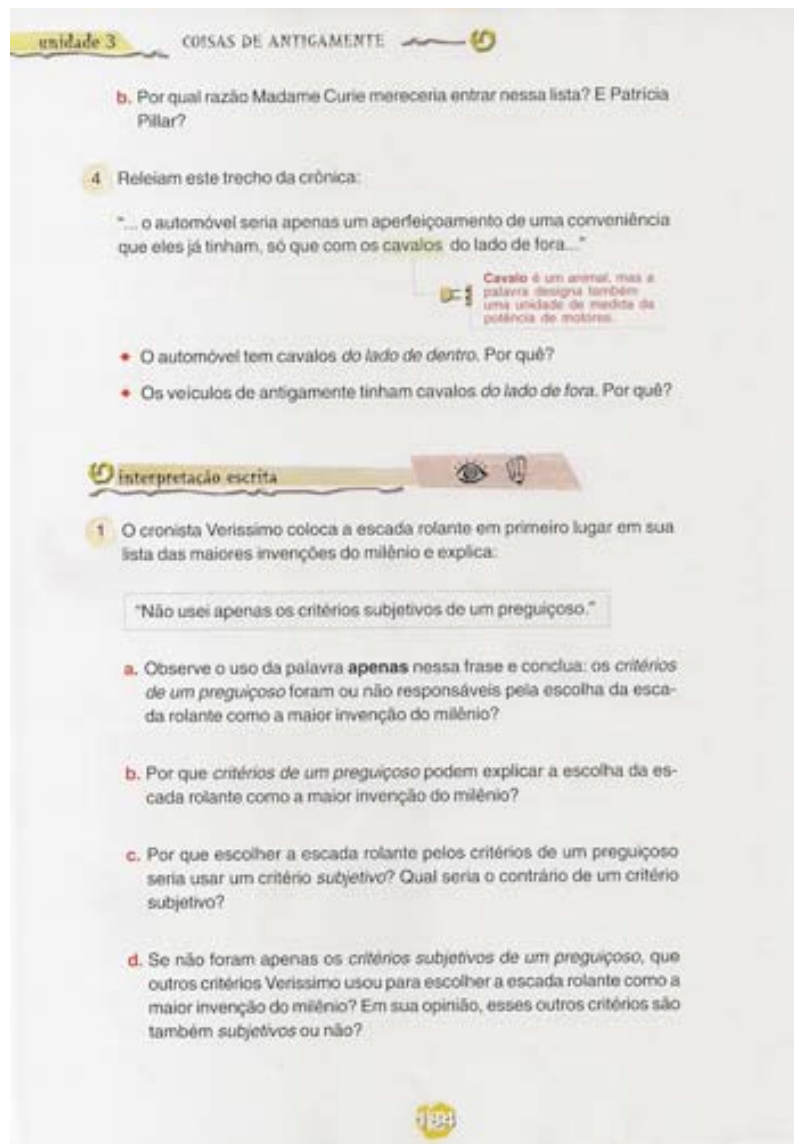 unidade 3 COISAS DE ANTIGAMENTE
b. Por qual razão Madame Curie mereceria entrar nessa lista? E Patrícia
Pillar?
4 Releiam este trecho da crônica:
"... o automóvel seria apenas um aperfeiçoamento de uma conveniência
que eles já tinham, só que com os cavalos do lado de fora..."
Cavalo é um animal, mas a
palavra designa também
uma unidade de medida da
potência de motores.
• O automóvel tem cavalos do lado de dentro. Por quê?
• Os veículos de antigamente tinham cavalos do lado de fora. Por quê?
interpretação escrita
1 O cronista Verissimo coloca a escada rolante em primeiro lugar em sua
lista das maiores invenções do milênio e explica:
"Não usei apenas os critérios subjetivos de um preguiçoso."
a. Observe o uso da palavra apenas nessa frase e conclua: os critérios
de um preguiçoso foram ou não responsáveis pela escolha da esca-
da rolante como a maior invenção do milênio?
b. Por que critérios de um preguiçoso podem explicar a escolha da es-
cada rolante como a maior invenção do milênio?
c. Por que escolher a escada rolante pelos critérios de um preguiçoso
seria usar um critério subjetivo? Qual seria o contrário de um critério
subjetivo?
d. Se não foram apenas os critérios subjetivos de um preguiçoso, que
outros critérios Verissimo usou para escolher a escada rolante como a
maior invenção do milênio? Em sua opinião, esses outros critérios são
também subjetivos ou não?
184